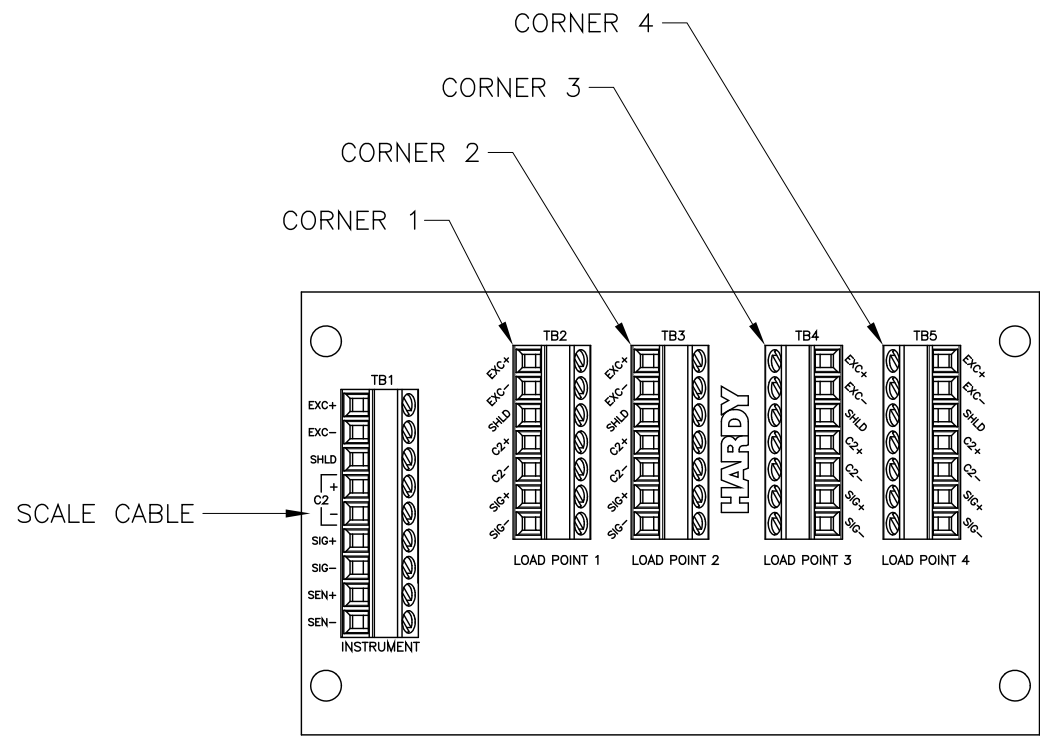 CORNER 4
CORNER 3
CORNER 2
CORNER 1
SCALE CABLE
TB1
EXC+
EXC-
SHLD
C2
+
-
SIG+
SIG-
SEN+
SEN-
INSTRUMENT
TB2
EXC+
EXC-
SHLD
C2+
C2-
SIG+
SIG-
LOAD POINT 1
TB3
EXC+
EXC-
SHLD
C2+
C2-
SIG+
SIG-
LOAD POINT 2
HARDY
TB4
EXC+
EXC-
SHLD
C2+
C2-
SIG+
SIG-
LOAD POINT 3
TB5
EXC+
EXC-
SHLD
C2+
C2-
SIG+
SIG-
LOAD POINT 4